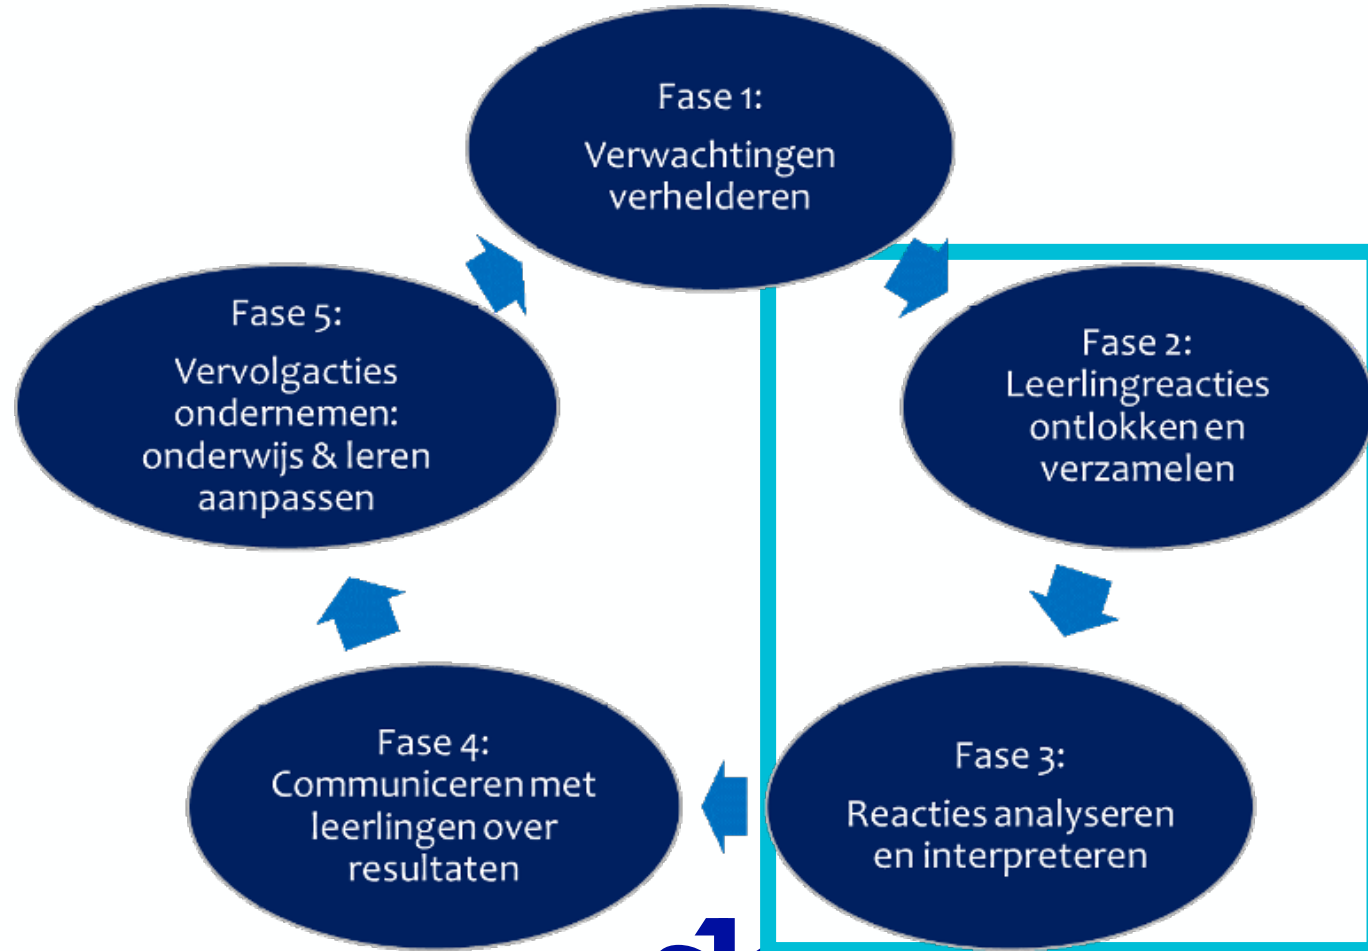 Fase 1:
Verwachtingen
verhelderen
Fase 2:
Leerlingreacties
ontlokken en
verzamelen
Fase 3:
Reacties analyseren
en interpreteren
Fase 4:
Communiceren met
leerlingen over
resultaten
Fase 5:
Vervolgacties
ondernemen:
onderwijs & leren
aanpassen